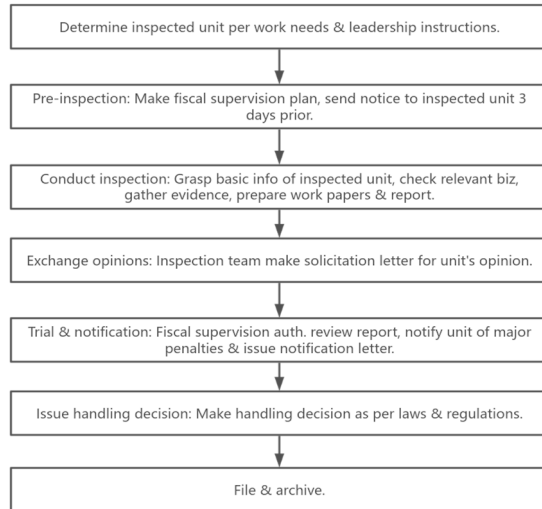 Determine inspected unit per work needs & leadership instructions.
Pre-inspection: Make fiscal supervision plan, send notice to inspected unit 3
days prior.
Conduct inspection: Grasp basic info of inspected unit, check relevant biz,
gather evidence, prepare work papers & report.
Exchange opinions: Inspection team make solicitation letter for unit's opinion.
Trial & notification: Fiscal supervision auth. review report, notify unit of major
penalties & issue notification letter.
Issue handling decision: Make handling decision as per laws & regulations.
File & archive.